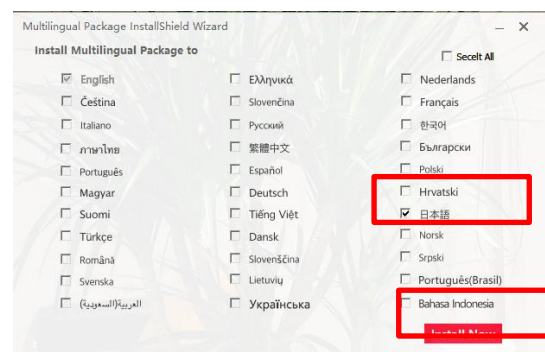 Multilingual Package InstallShield Wizard
Install Multilingual Package to
Secelt All
English Ελληνικά Nederlands
Čeština Slovenčina Français
Italiano Русский 한국어
ภาษาไทย 繁體中文 Български
Português Español Polski
Magyar Deutsch Hrvatski
Suomi Tiếng Việt 日本語
Türkçe Dansk Norsk
Română Slovenščina Srpski
Svenska Lietuvių Português(Brasil)
العربية(السعودية) Українська Bahasa Indonesia
Install Now